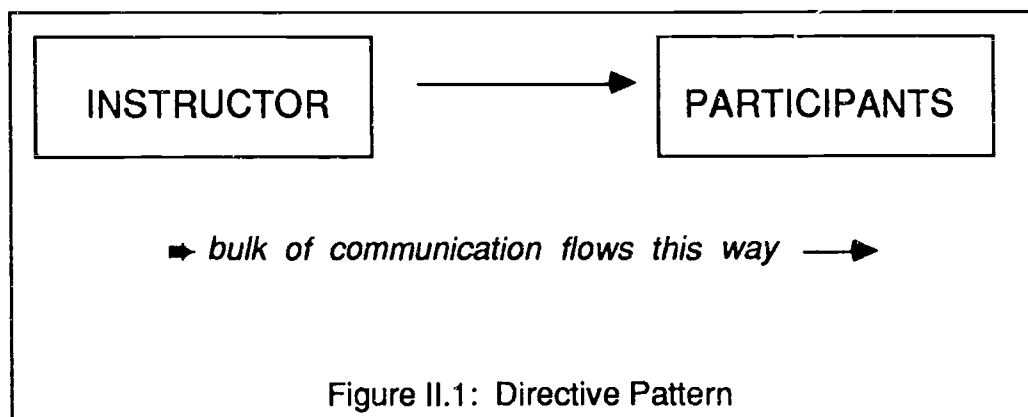 INSTRUCTOR
PARTICIPANTS
bulk of communication flows this way
Figure II.1: Directive Pattern